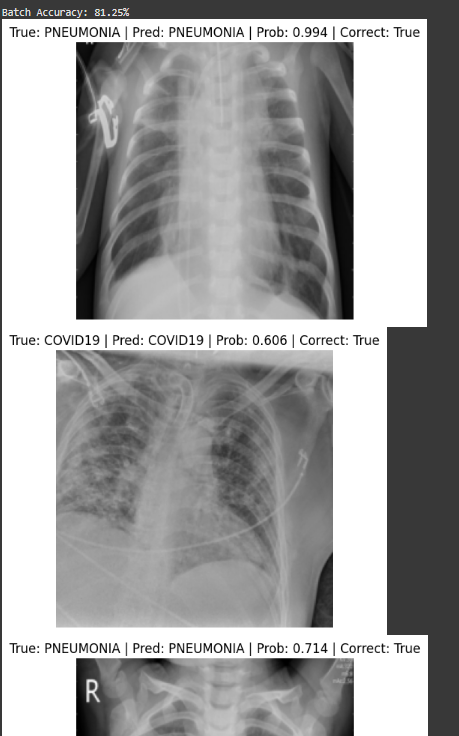 Batch Accuracy: 81.25%
True: PNEUMONIA | Pred: PNEUMONIA | Prob: 0.994 | Correct: True
True: COVID19 | Pred: COVID19 | Prob: 0.606 | Correct: True
True: PNEUMONIA | Pred: PNEUMONIA | Prob: 0.714 | Correct: True
R